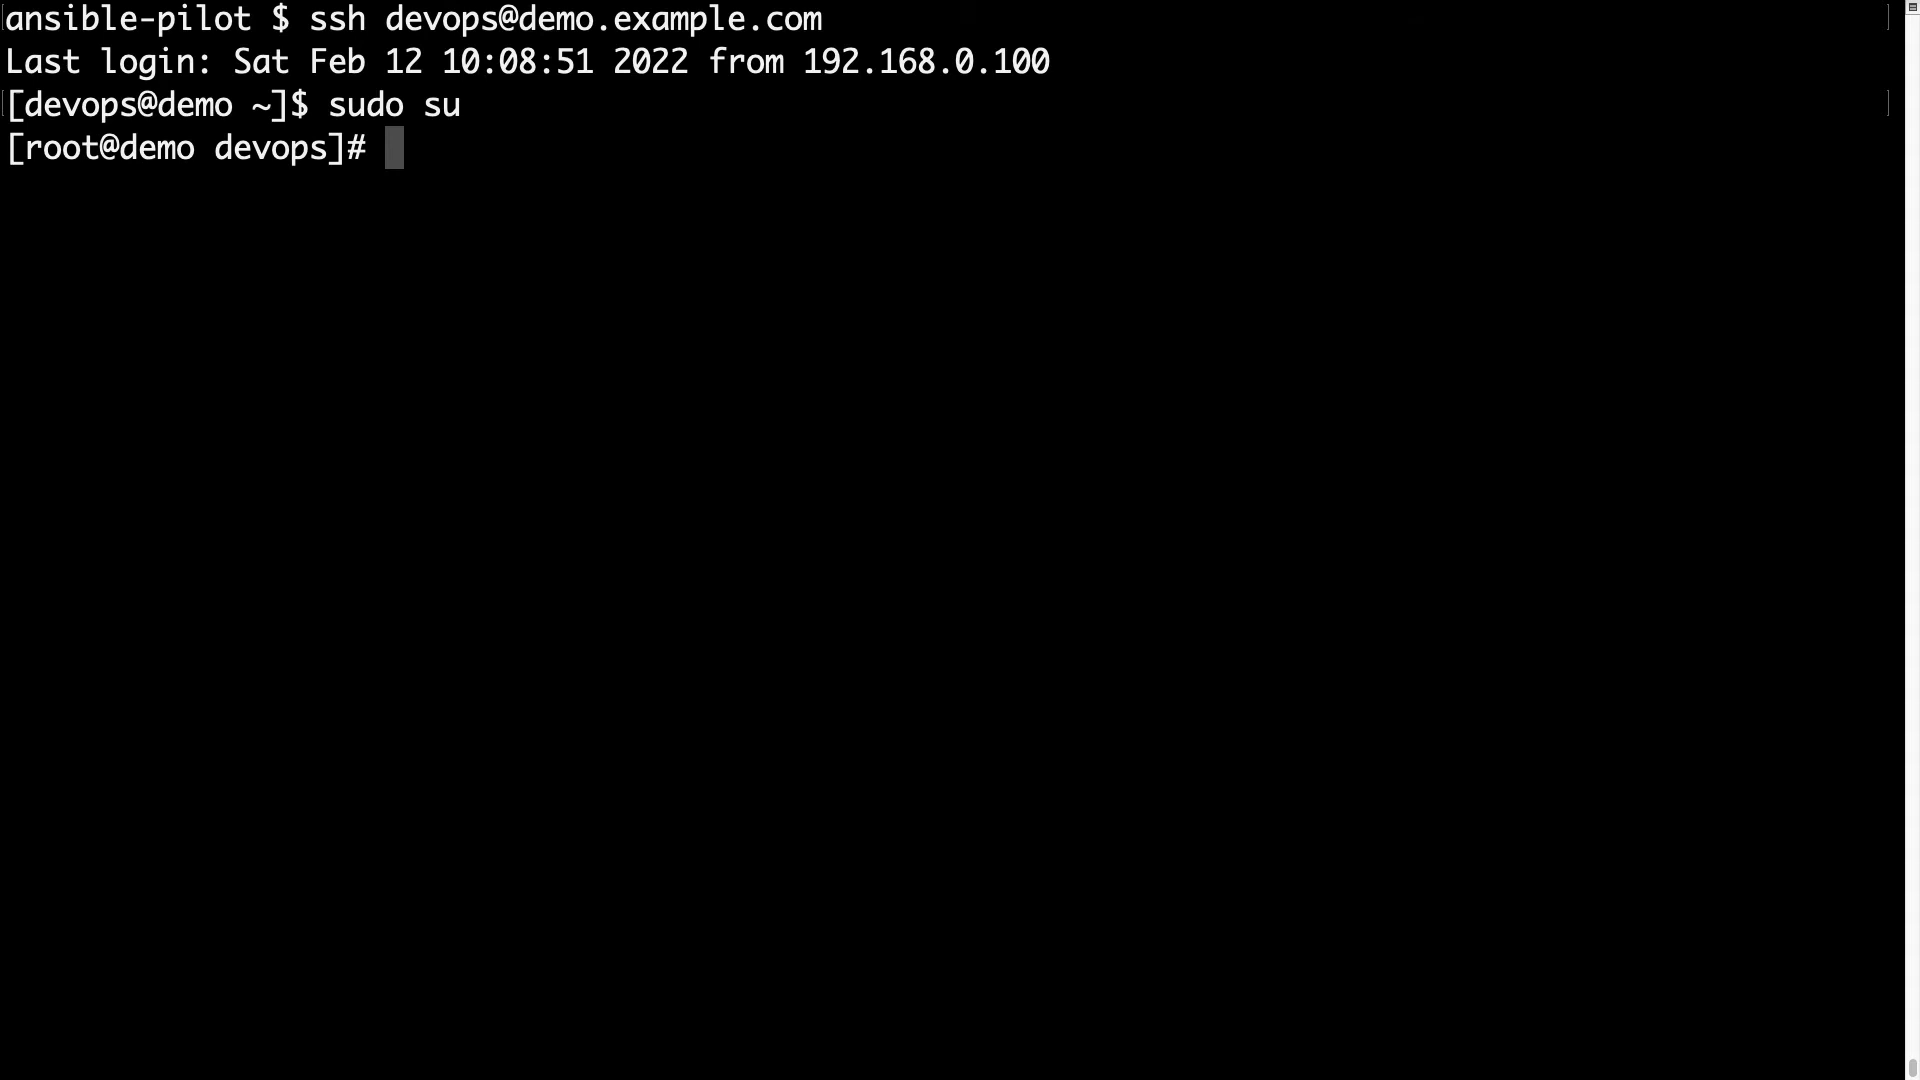 ansible-pilot $ ssh devops@demo.example.com
Last login: Sat Feb 12 10:08:51 2022 from 192.168.0.100
[devops@demo ~]$ sudo su
[root@demo devops]#